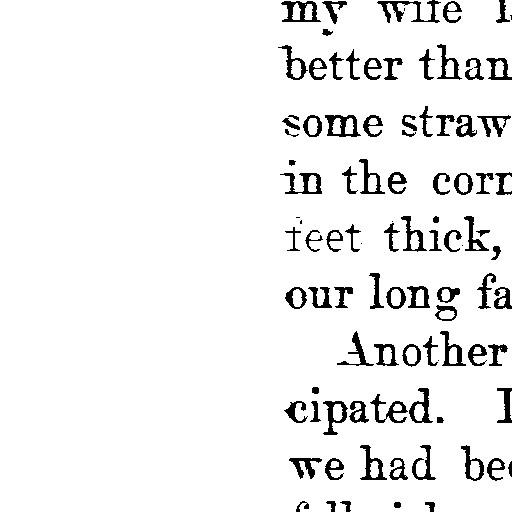 my wife
better than
some straw
in the corn
feet thick,
our long fa
Another
cipated. I
we had bee